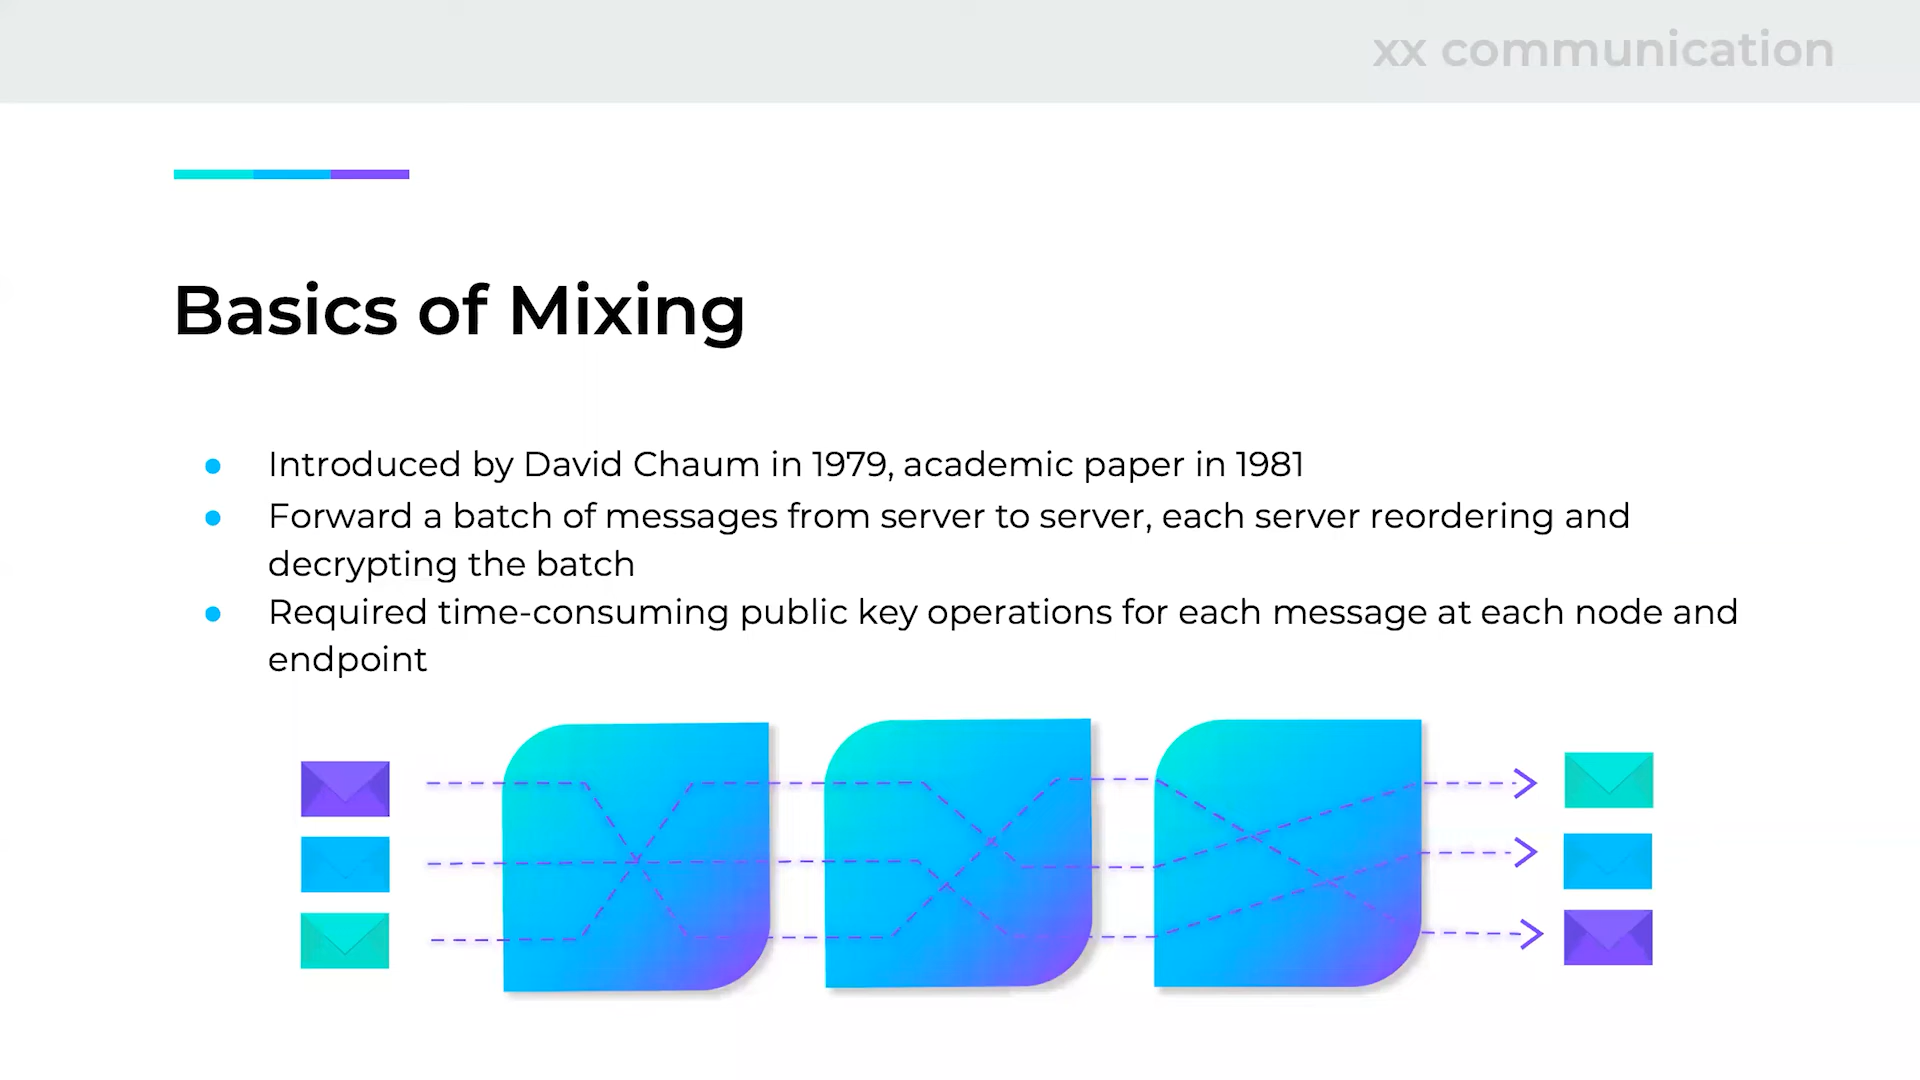 xx communication
Basics of Mixing
● Introduced by David Chaum in 1979, academic paper in 1981
● Forward a batch of messages from server to server, each server reordering and
decrypting the batch
● Required time-consuming public key operations for each message at each node and
endpoint